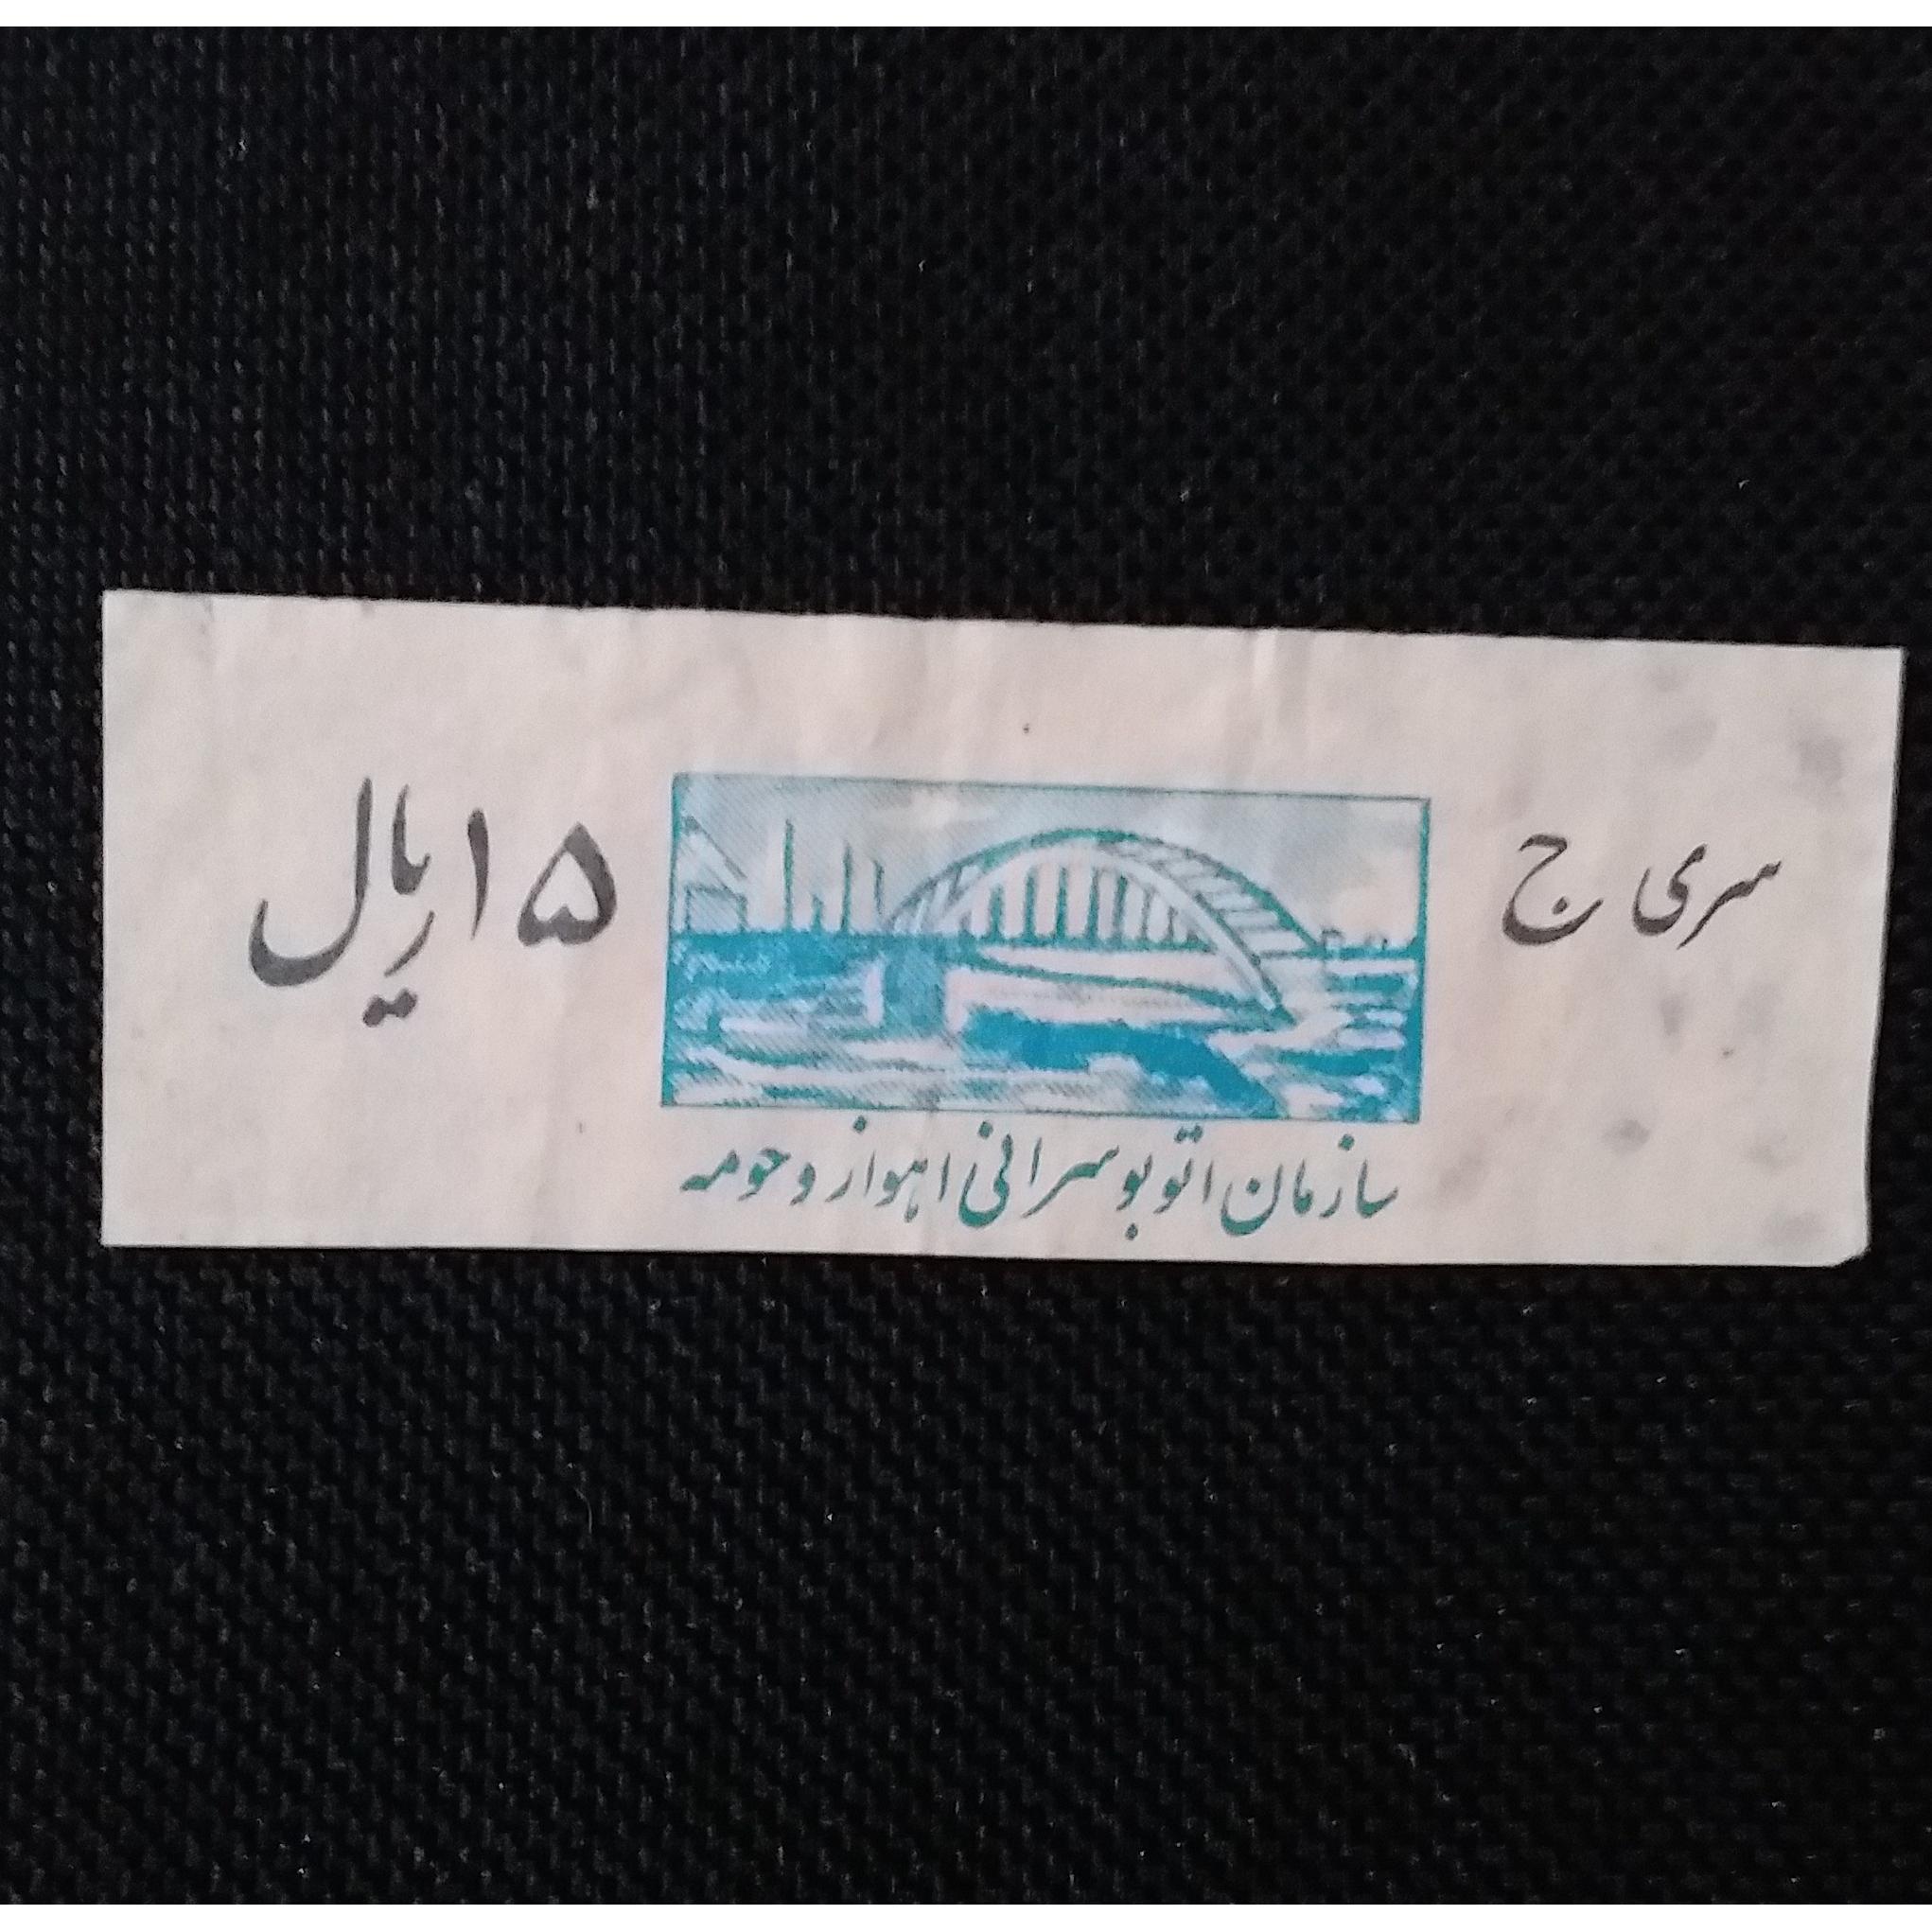 سری ج
۱۵ ریال
سازمان اتوبوسرانی اهواز و حومه